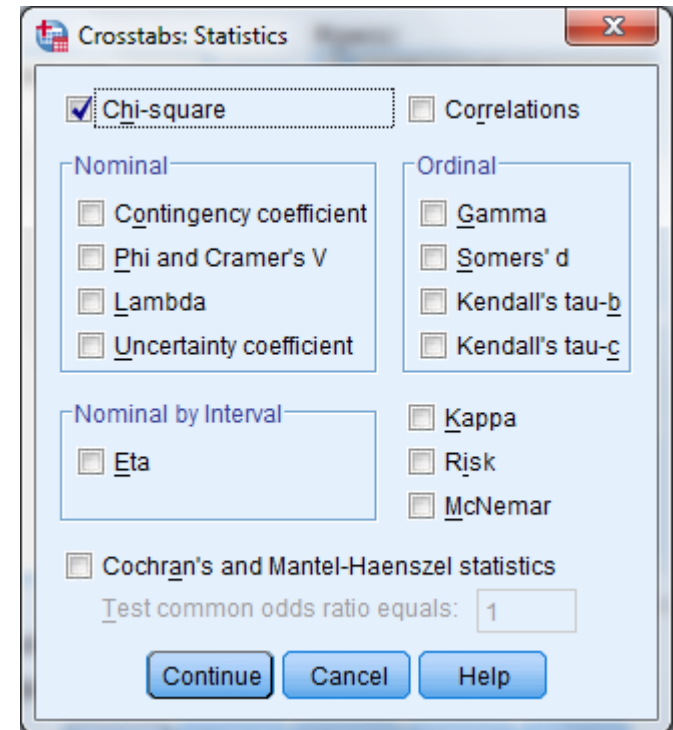 Crosstabs: Statistics
Chi-square
Correlations
Nominal
Contingency coefficient
Phi and Cramer's V
Lambda
Uncertainty coefficient
Ordinal
Gamma
Somers' d
Kendall's tau-b
Kendall's tau-c
Nominal by Interval
Eta
Kappa
Risk
McNemar
Cochran's and Mantel-Haenszel statistics
Test common odds ratio equals: 1
Continue Cancel Help